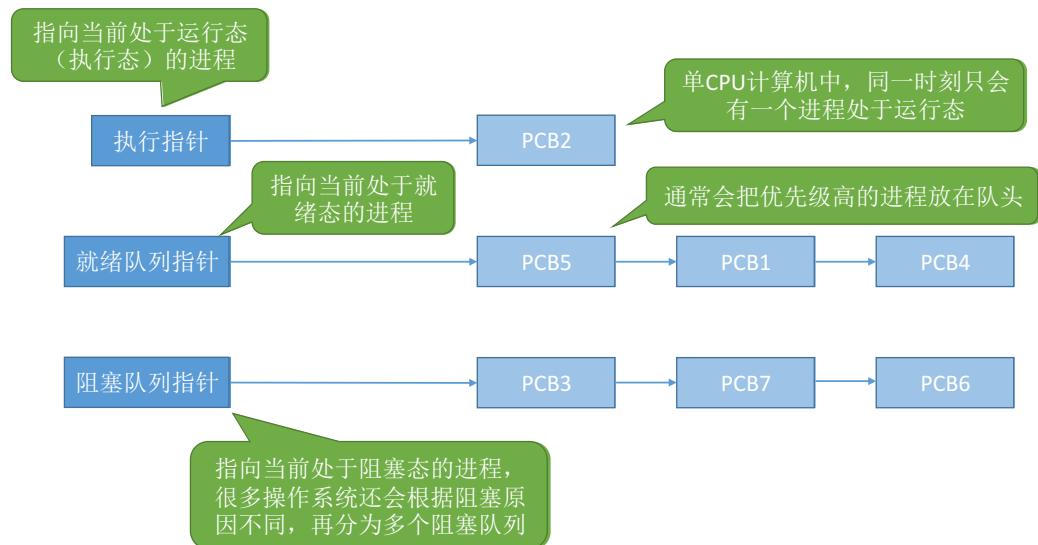 指向当前处于运行态
（执行态）的进程
单CPU计算机中，同一时刻只会
有一个进程处于运行态
执行指针
PCB2
指向当前处于就
绪态的进程
通常会把优先级高的进程放在队头
就绪队列指针
PCB5
PCB1
PCB4
阻塞队列指针
PCB3
PCB7
PCB6
指向当前处于阻塞态的进程，
很多操作系统还会根据阻塞原
因不同，再分为多个阻塞队列